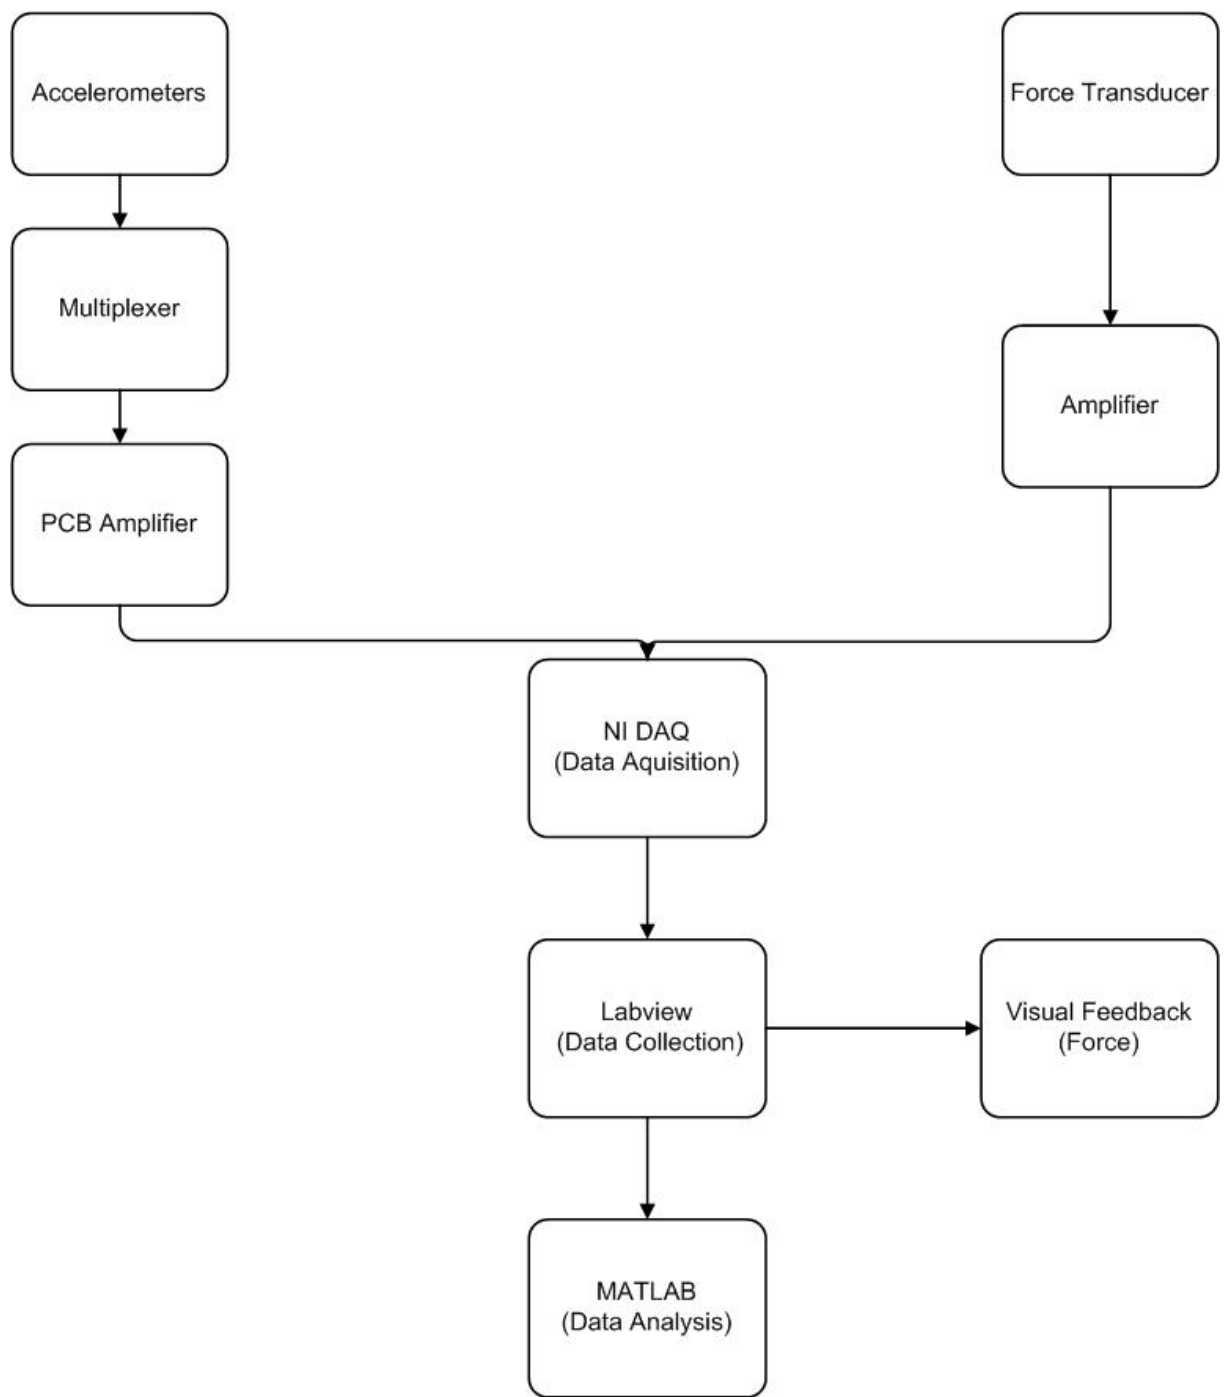 Accelerometers
Force Transducer
Multiplexer
Amplifier
PCB Amplifier
NI DAQ
(Data Aquisition)
Labview
(Data Collection)
Visual Feedback
(Force)
MATLAB
(Data Analysis)